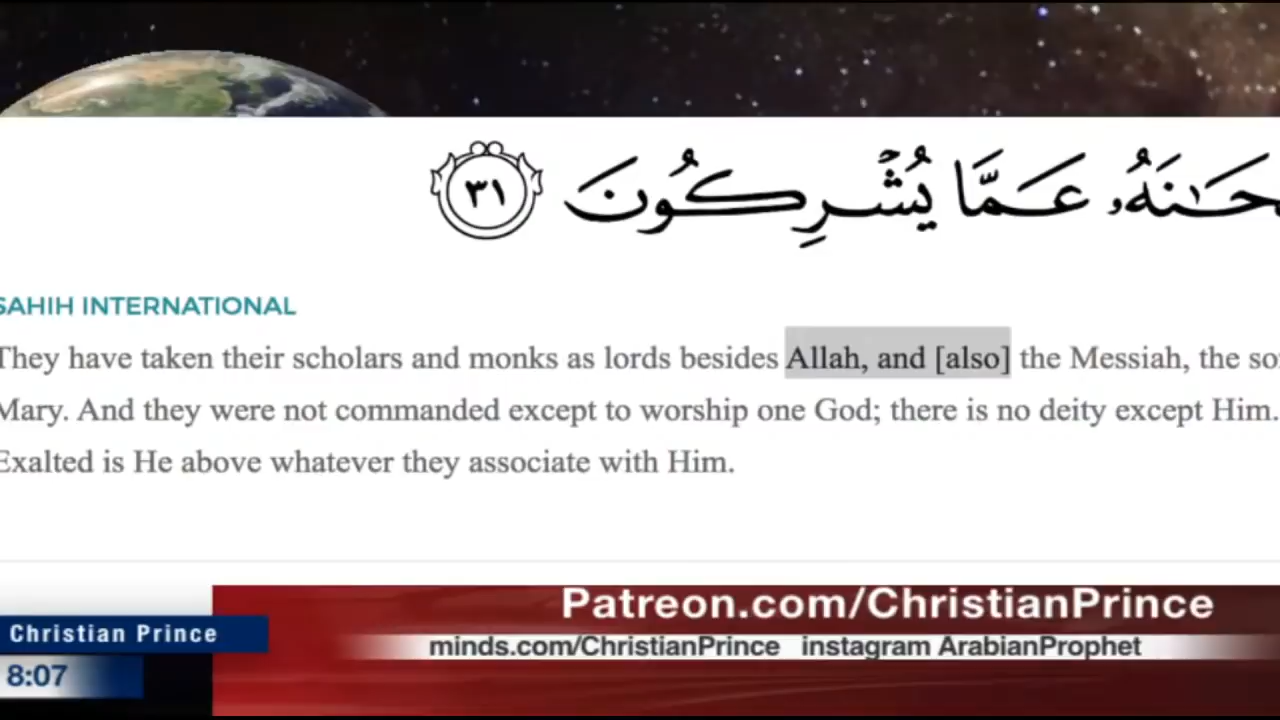 حَـٰنَهُۥ عَمَّا يُشْرِكُونَ ٣١
SAHIH INTERNATIONAL
They have taken their scholars and monks as lords besides Allah, and [also] the Messiah, the so
Mary. And they were not commanded except to worship one God; there is no deity except Him.
Exalted is He above whatever they associate with Him.
Patreon.com/ChristianPrince
Christian Prince
minds.com/ChristianPrince instagram ArabianProphet
8:07